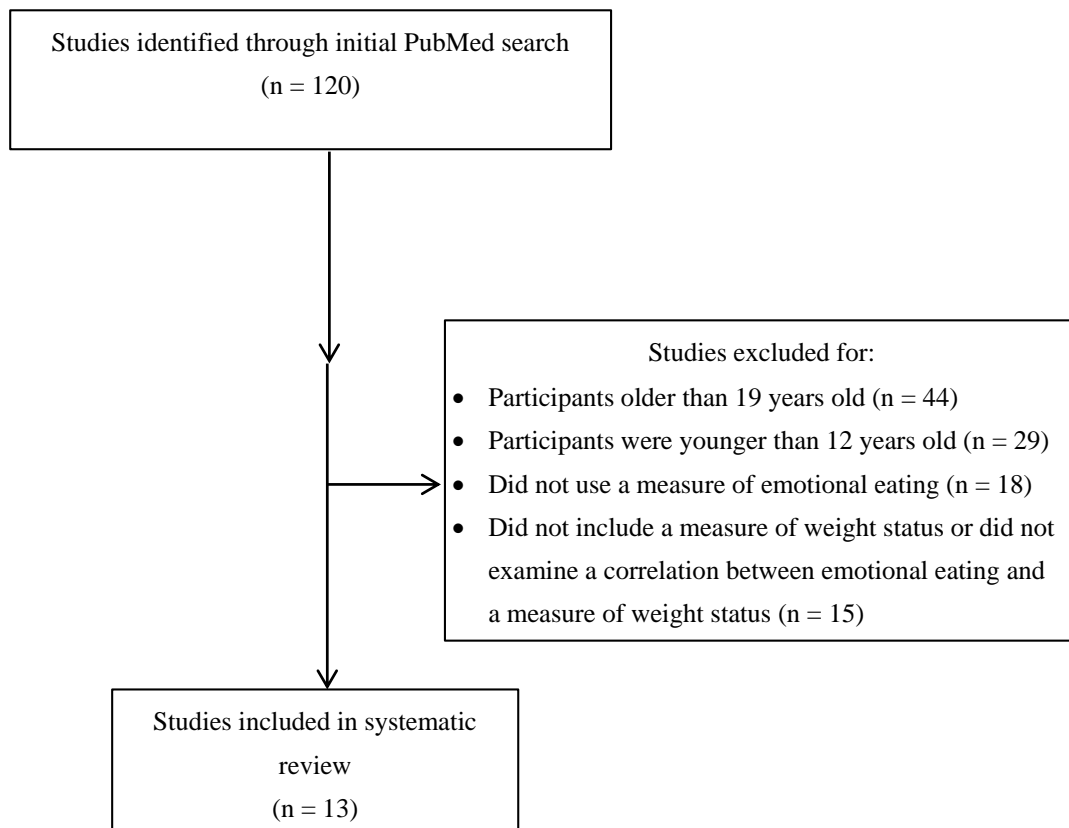 Studies identified through initial PubMed search
(n = 120)
Studies excluded for:
• Participants older than 19 years old (n = 44)
• Participants were younger than 12 years old (n = 29)
• Did not use a measure of emotional eating (n = 18)
• Did not include a measure of weight status or did not
examine a correlation between emotional eating and
a measure of weight status (n = 15)
Studies included in systematic
review
(n = 13)